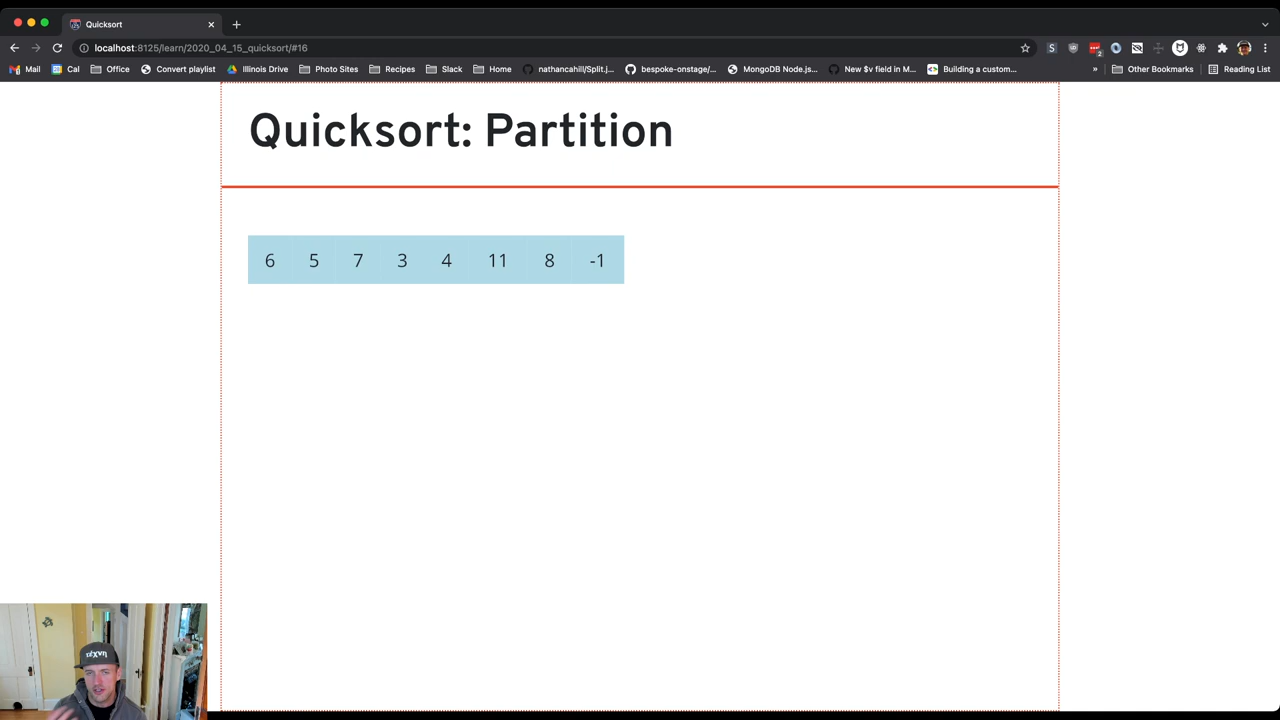 Quicksort
localhost:8125/learn/2020_04_15_quicksort/#16
Mail Cal Office Convert playlist Illinois Drive Photo Sites Recipes Slack Home nathancahill/Split.j... bespoke-onstage/... MongoDB Node.js... New $v field in M... Building a custom... » Other Bookmarks Reading List
Quicksort: Partition
6 5 7 3 4 11 8 -1